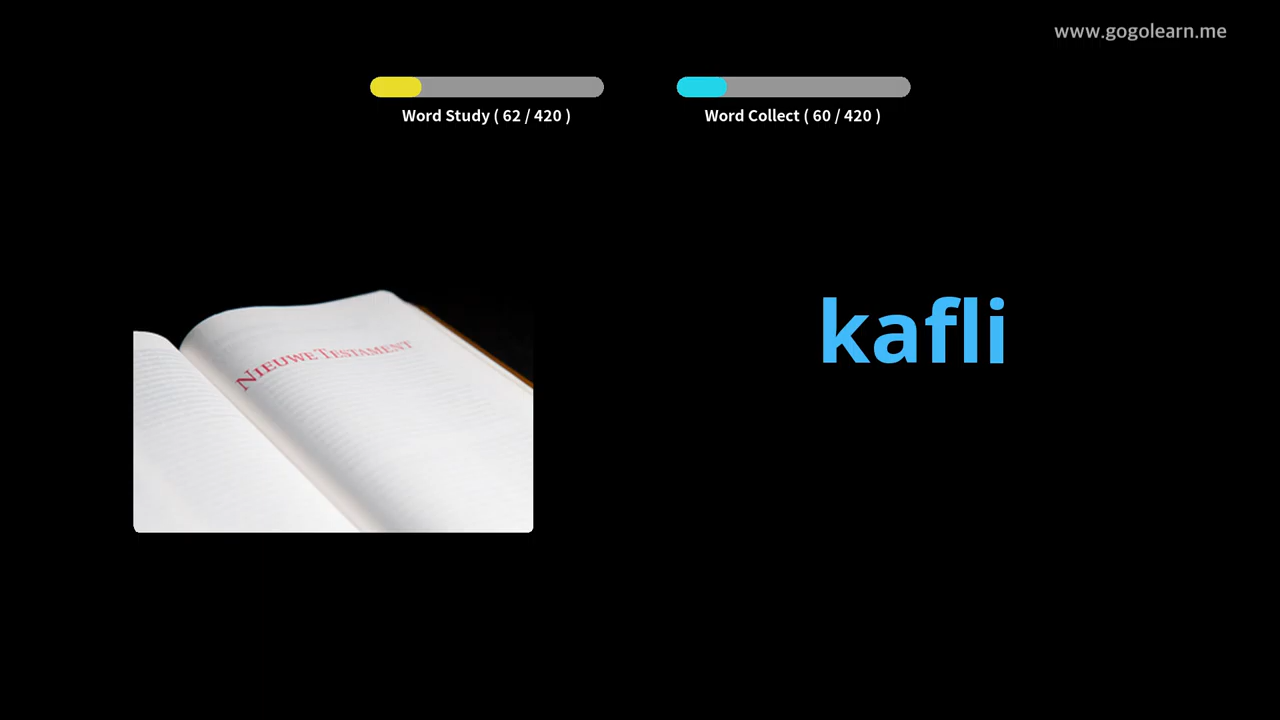 www.gogolearn.me
Word Study ( 62 / 420 )
Word Collect ( 60 / 420 )
NIEUWE TESTAMENT
kafli